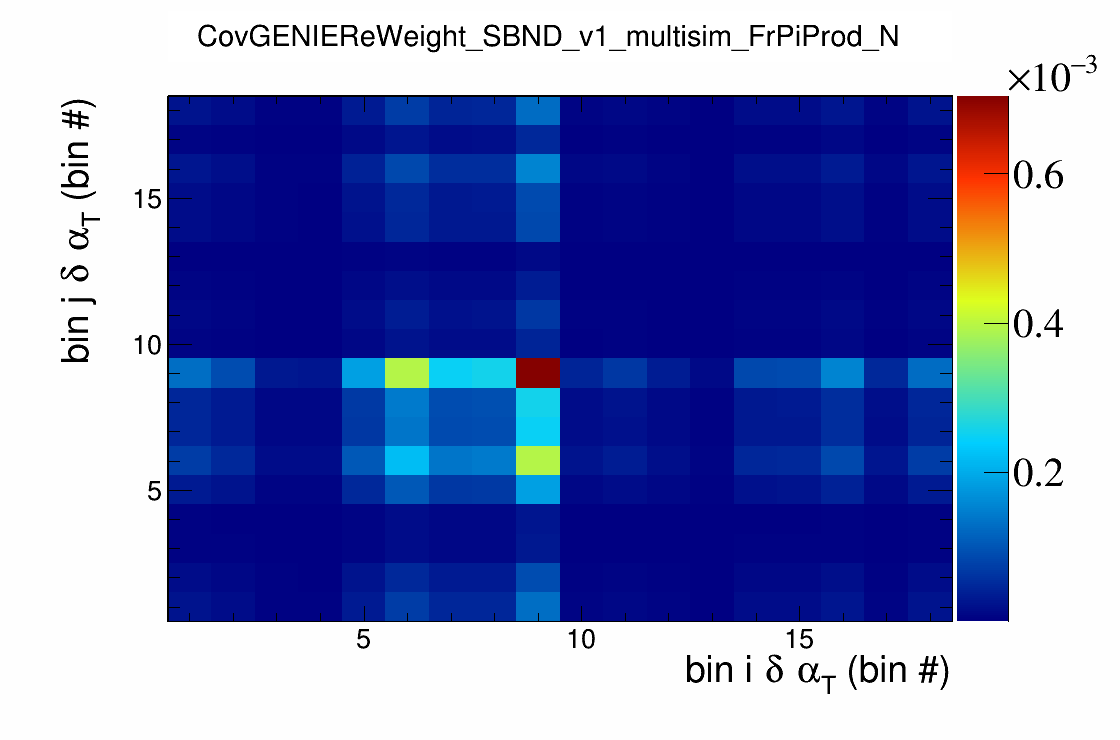 CovGENIEReWeight_SBND_v1_multisim_FrPiProd_N
×10⁻³
bin j δ α_T (bin #)
15
10
5
5 10 15
bin i δ α_T (bin #)
0.6
0.4
0.2